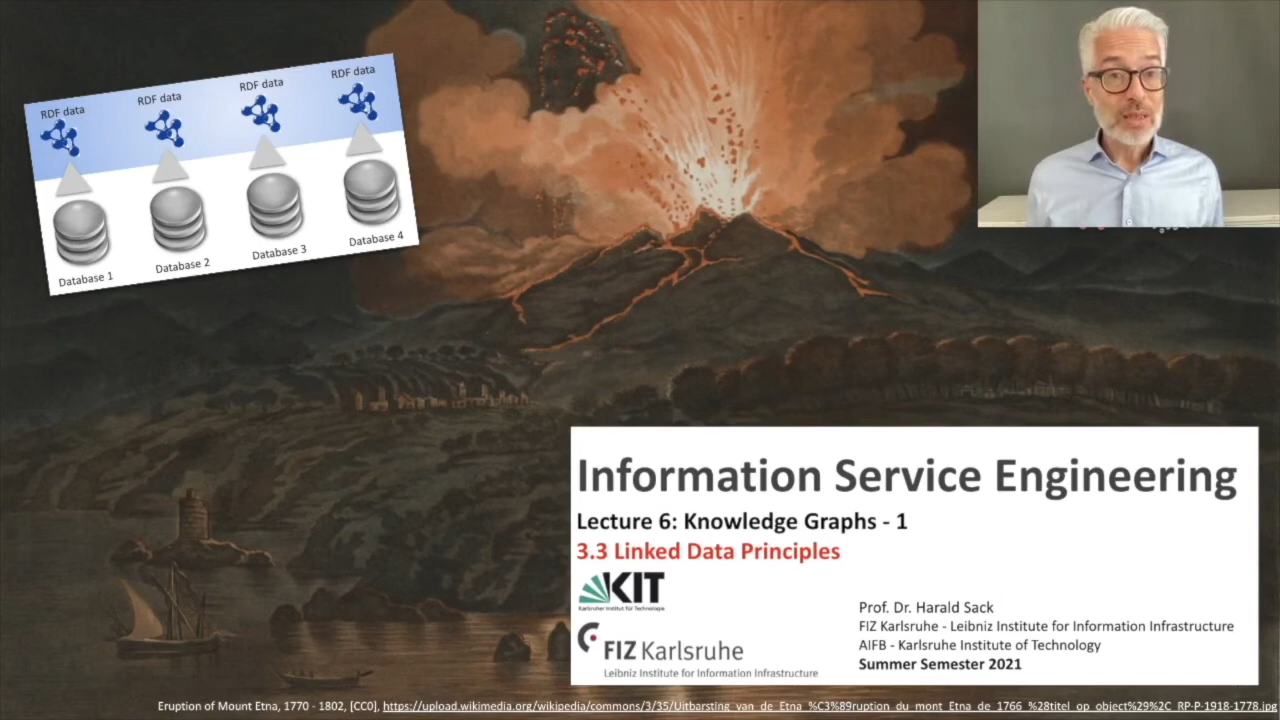 RDF data
RDF data
RDF data
RDF data
Database 1
Database 2
Database 3
Database 4
Information Service Engineering
Lecture 6: Knowledge Graphs - 1
3.3 Linked Data Principles
KIT
Karlsruher Institut für Technologie
FIZ Karlsruhe
Leibniz Institute for Information Infrastructure
Prof. Dr. Harald Sack
FIZ Karlsruhe - Leibniz Institute for Information Infrastructure
AIFB - Karlsruhe Institute of Technology
Summer Semester 2021
Eruption of Mount Etna, 1770 - 1802, [CC0], https://upload.wikimedia.org/wikipedia/commons/3/35/Uitbarsting_van_de_Etna_%C3%89ruption_du_mont_Etna_de_1766_%28titel_op_object%29%2C_RP-P-1918-1778.jpg